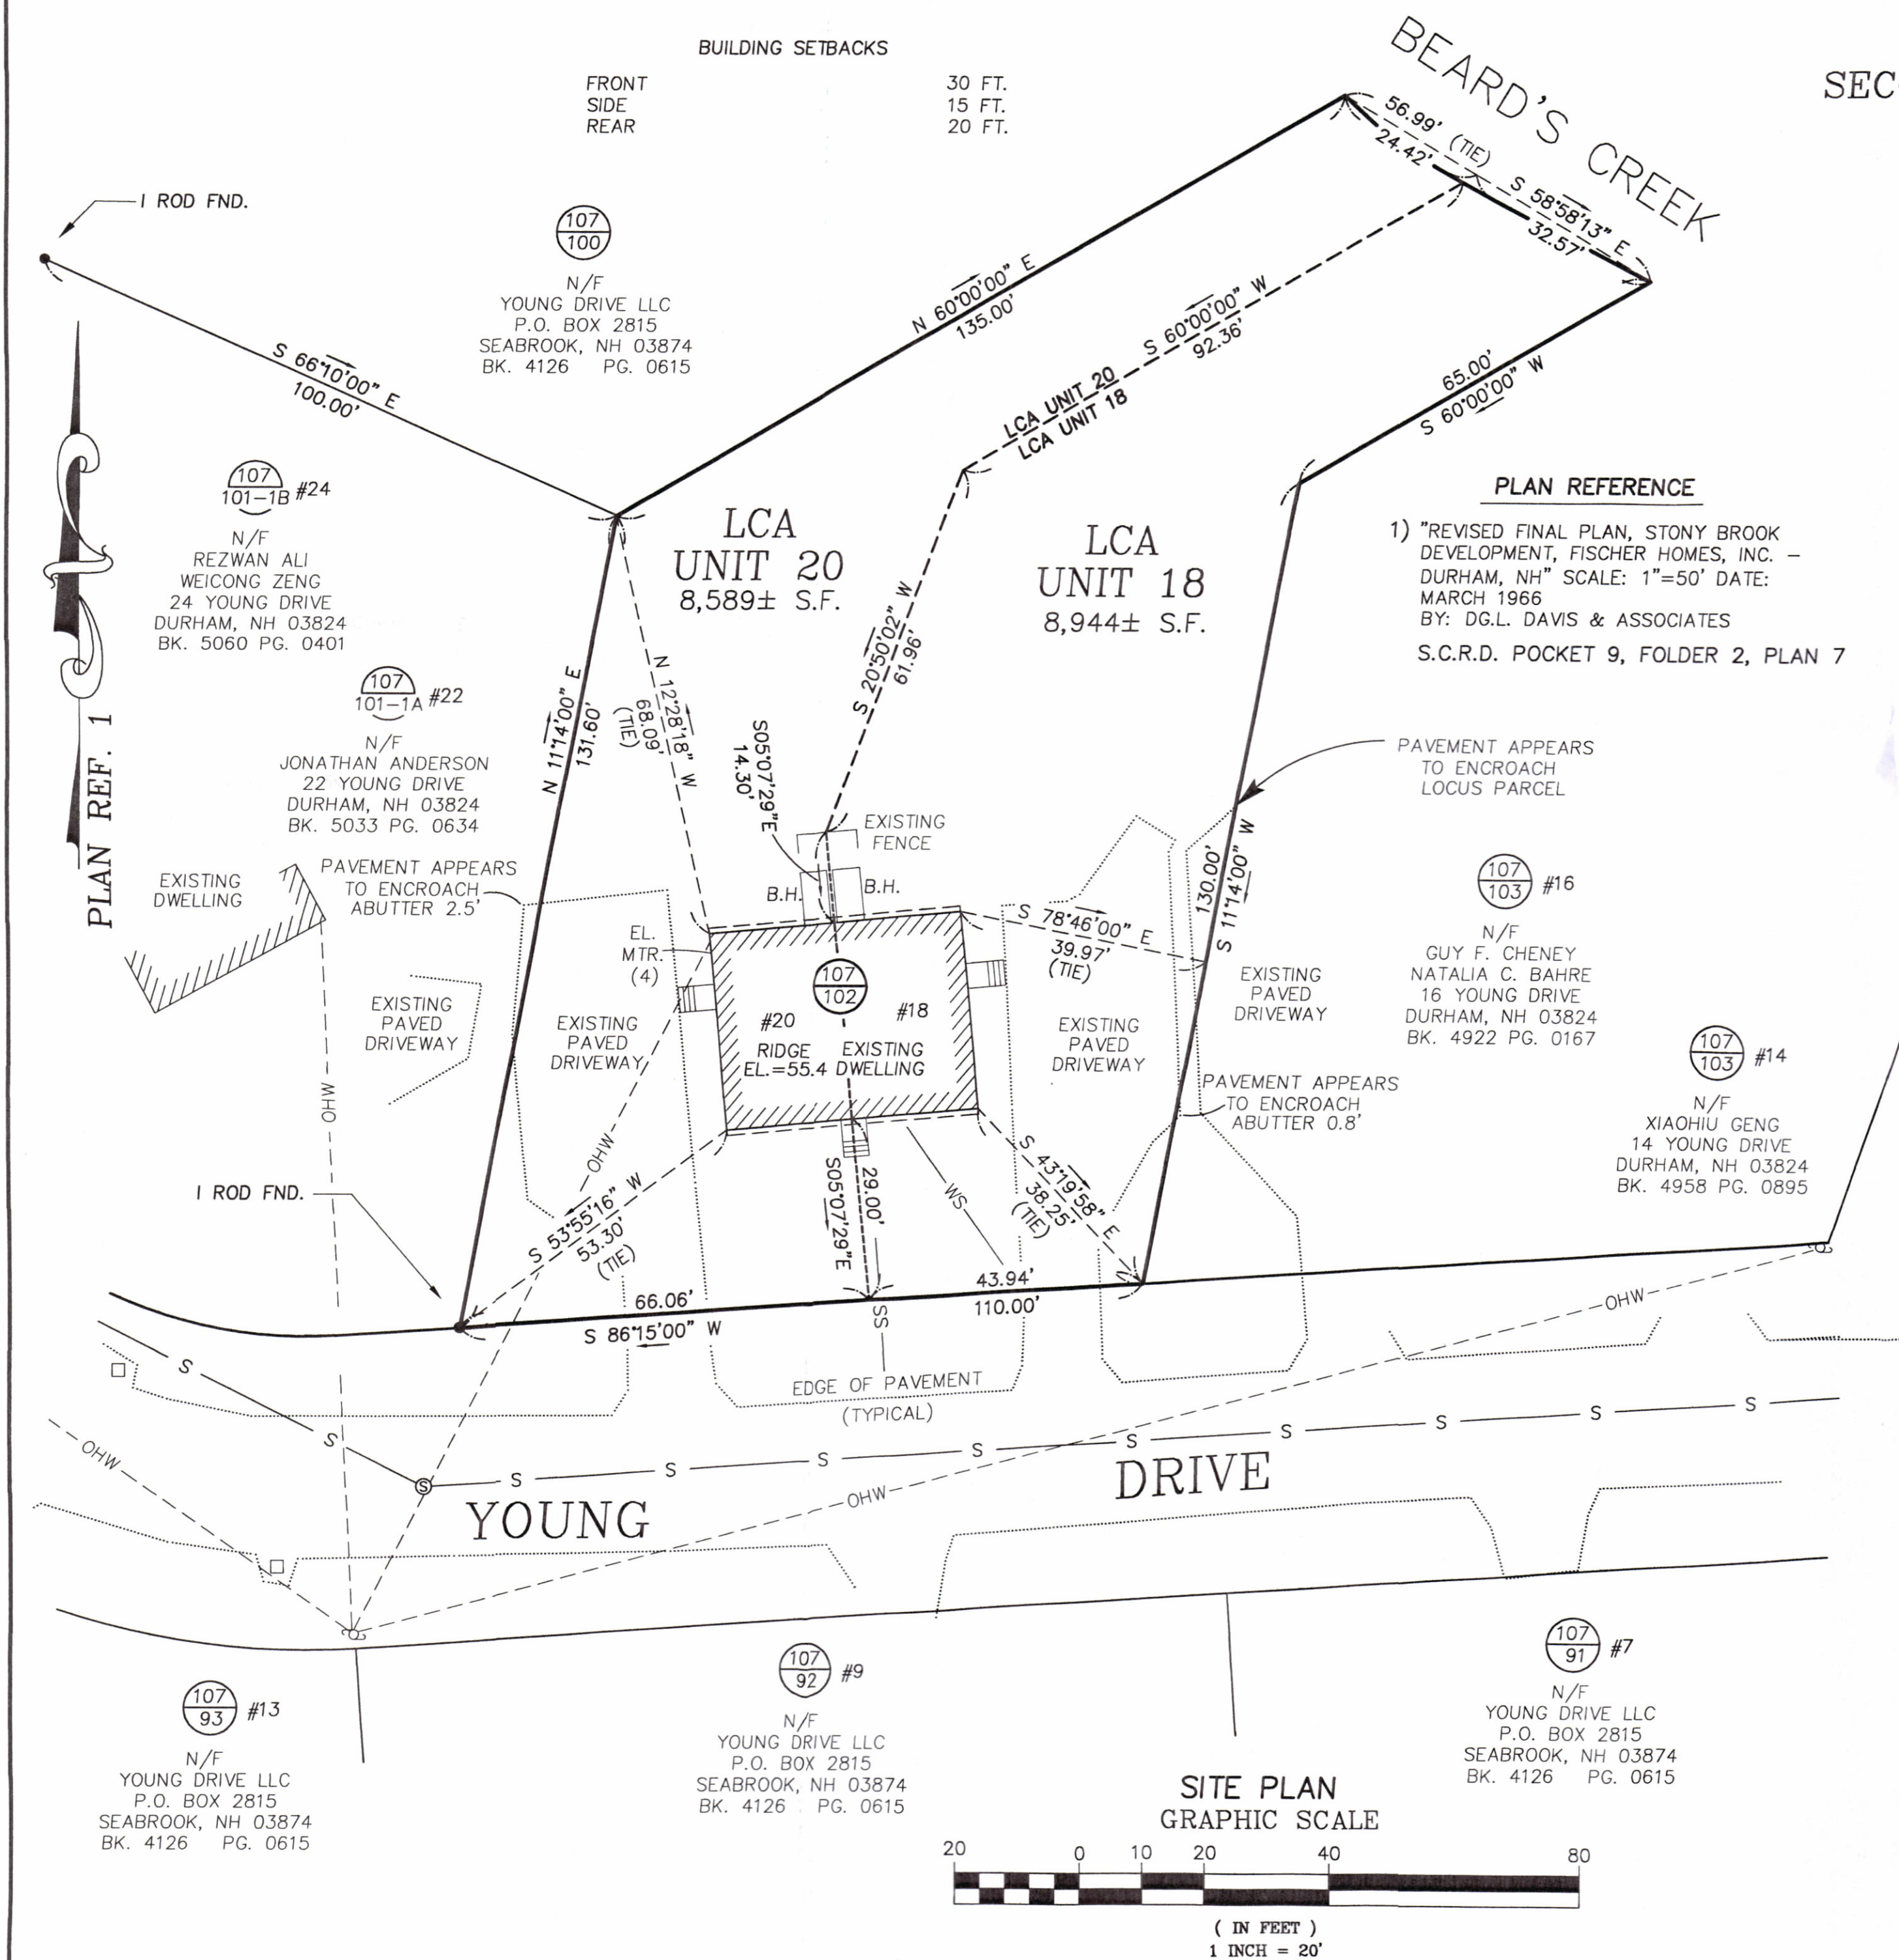 BUILDING SETBACKS
FRONT 30 FT.
SIDE 15 FT.
REAR 20 FT.
BEARD'S CREEK
SEC
56.99' (TIE)
24.42'
S 58°58'13" E
32.57'
I ROD FND.
107
100
N/F
YOUNG DRIVE LLC
P.O. BOX 2815
SEABROOK, NH 03874
BK. 4126 PG. 0615
N 60°00'00" E
135.00'
S 60°00'00" W
92.36'
LCA UNIT 20
LCA UNIT 18
65.00'
S 60°00'00" W
S 66°10'00" E
100.00'
PLAN REF. 1
107
101-1B #24
N/F
REZWAN ALI
WEICONG ZENG
24 YOUNG DRIVE
DURHAM, NH 03824
BK. 5060 PG. 0401
LCA
UNIT 20
8,589± S.F.
LCA
UNIT 18
8,944± S.F.
PLAN REFERENCE
1) "REVISED FINAL PLAN, STONY BROOK
DEVELOPMENT, FISCHER HOMES, INC. –
DURHAM, NH" SCALE: 1"=50' DATE:
MARCH 1966
BY: DG.L. DAVIS & ASSOCIATES
S.C.R.D. POCKET 9, FOLDER 2, PLAN 7
107
101-1A #22
N/F
JONATHAN ANDERSON
22 YOUNG DRIVE
DURHAM, NH 03824
BK. 5033 PG. 0634
N 11°14'00" E
131.60'
N 12°28'18" W
68.09'
(TIE)
S 20°50'02" W
61.96'
S05°07'29"E
14.30'
PAVEMENT APPEARS
TO ENCROACH
LOCUS PARCEL
EXISTING
FENCE
B.H.
B.H.
130.00'
S 11°14'00" W
EXISTING
DWELLING
PAVEMENT APPEARS
TO ENCROACH
ABUTTER 2.5'
EL.
MTR.
(4)
S 78°46'00" E
39.97'
(TIE)
107
103 #16
N/F
GUY F. CHENEY
NATALIA C. BAHRE
16 YOUNG DRIVE
DURHAM, NH 03824
BK. 4922 PG. 0167
EXISTING
PAVED
DRIVEWAY
EXISTING
PAVED
DRIVEWAY
107
102
#20
#18
RIDGE
EL.=55.4
EXISTING
DWELLING
EXISTING
PAVED
DRIVEWAY
EXISTING
PAVED
DRIVEWAY
107
103 #14
N/F
XIAOHIU GENG
14 YOUNG DRIVE
DURHAM, NH 03824
BK. 4958 PG. 0895
PAVEMENT APPEARS
TO ENCROACH
ABUTTER 0.8'
OHW
OHW
I ROD FND.
S 53°55'16" W
53.30'
(TIE)
S05°07'29"E
29.00'
WS
S 43°19'58" E
38.25'
(TIE)
66.06'
S 86°15'00" W
43.94'
110.00'
SS
EDGE OF PAVEMENT
(TYPICAL)
OHW
S
S
S
S S S S S S S S S
OHW
OHW
YOUNG DRIVE
107
93 #13
N/F
YOUNG DRIVE LLC
P.O. BOX 2815
SEABROOK, NH 03874
BK. 4126 PG. 0615
107
92 #9
N/F
YOUNG DRIVE LLC
P.O. BOX 2815
SEABROOK, NH 03874
BK. 4126 PG. 0615
107
91 #7
N/F
YOUNG DRIVE LLC
P.O. BOX 2815
SEABROOK, NH 03874
BK. 4126 PG. 0615
SITE PLAN
GRAPHIC SCALE
20 0 10 20 40 80
( IN FEET )
1 INCH = 20'